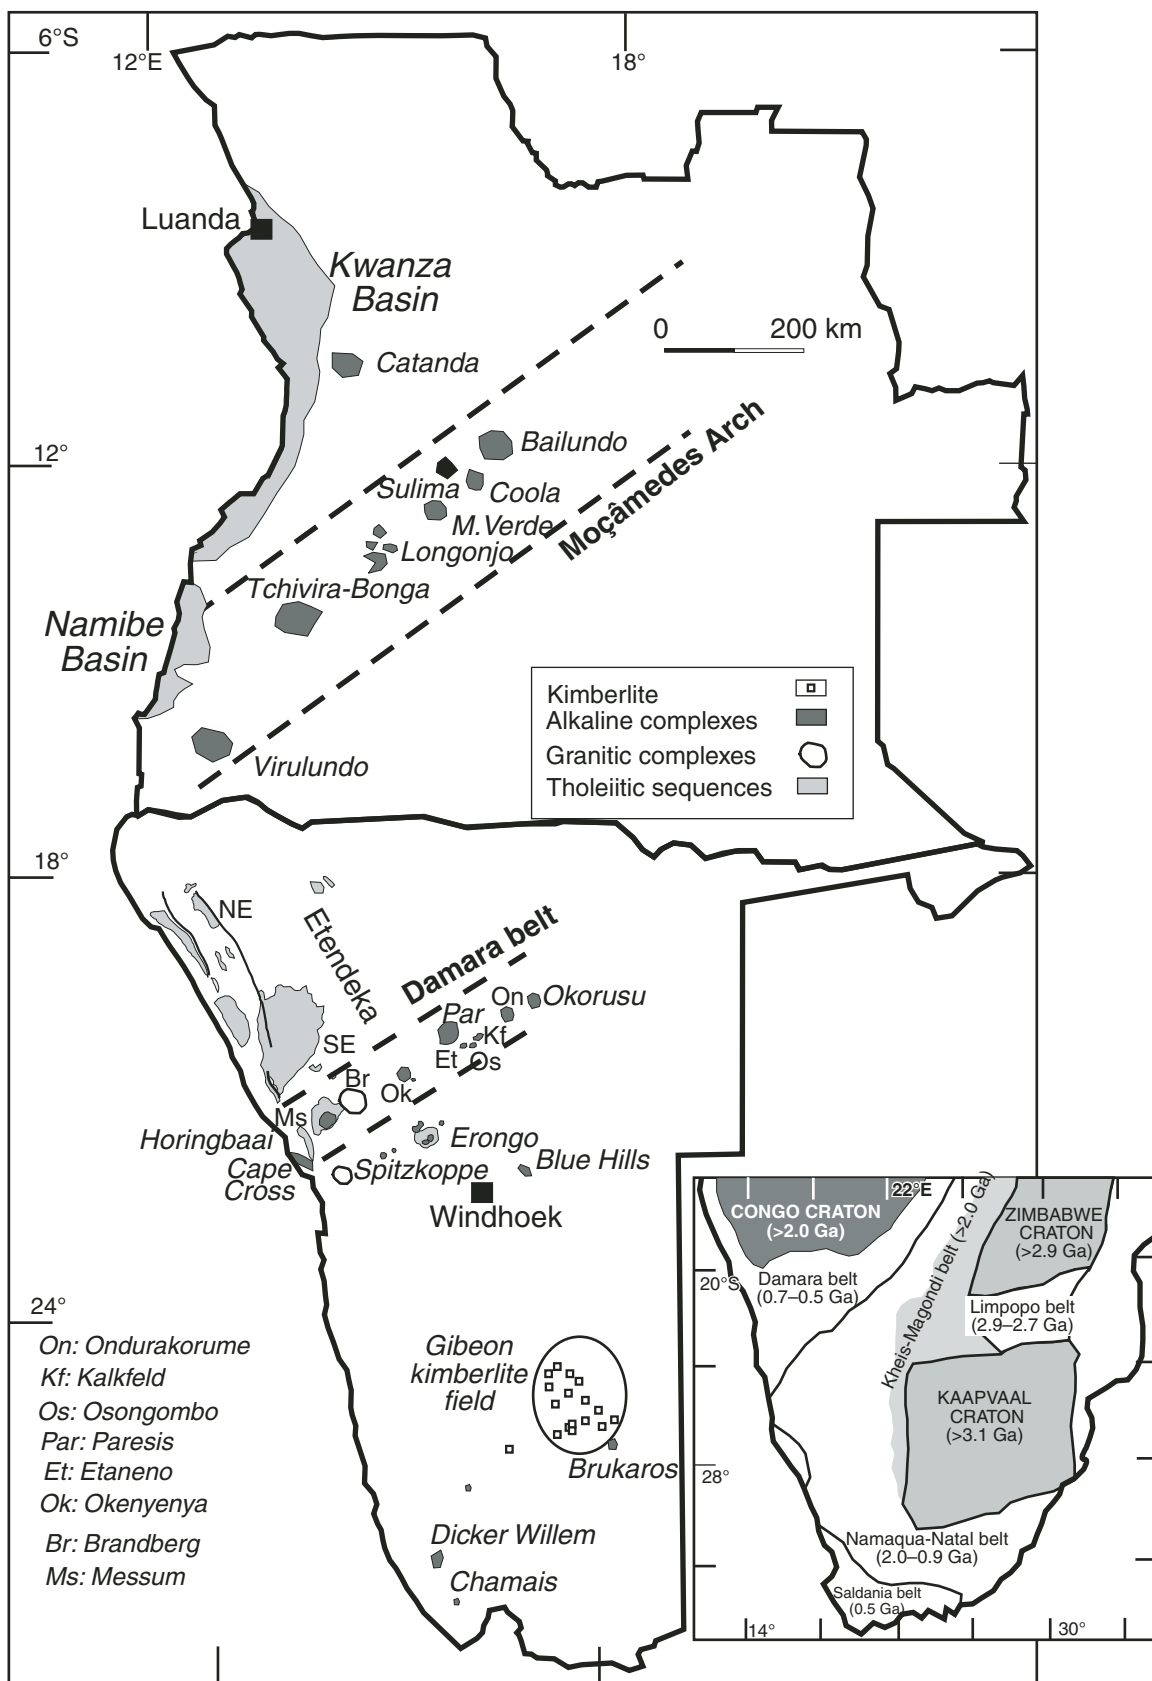 6°S
12°E
18°
Luanda
Kwanza
Basin
0
200 km
Catanda
Bailundo
12°
Sulima
Coola
M.Verde
Moçâmedes Arch
Longonjo
Tchivira-Bonga
Namibe
Basin
Kimberlite
Alkaline complexes
Granitic complexes
Tholeiitic sequences
Virulundo
18°
NE
Etendeka
Damara belt
On
Okorusu
Par
Kf
SE
Et
Os
Br
Ok
Ms
Horingbaai
Erongo
Cape
Cross
Spitzkoppe
Blue Hills
Windhoek
24°
On: Ondurakorume
Kf: Kalkfeld
Os: Osongombo
Par: Paresis
Et: Etaneno
Ok: Okenyenya
Br: Brandberg
Ms: Messum
Gibeon
kimberlite
field
Brukaros
Dicker Willem
Chamais
22°E
CONGO CRATON
(>2.0 Ga)
ZIMBABWE
CRATON
(>2.9 Ga)
Kheis-Magondi belt (>2.0 Ga)
20°S
Damara belt
(0.7–0.5 Ga)
Limpopo belt
(2.9–2.7 Ga)
KAAPVAAL
CRATON
(>3.1 Ga)
28°
Namaqua-Natal belt
(2.0–0.9 Ga)
Saldania belt
(0.5 Ga)
14°
30°